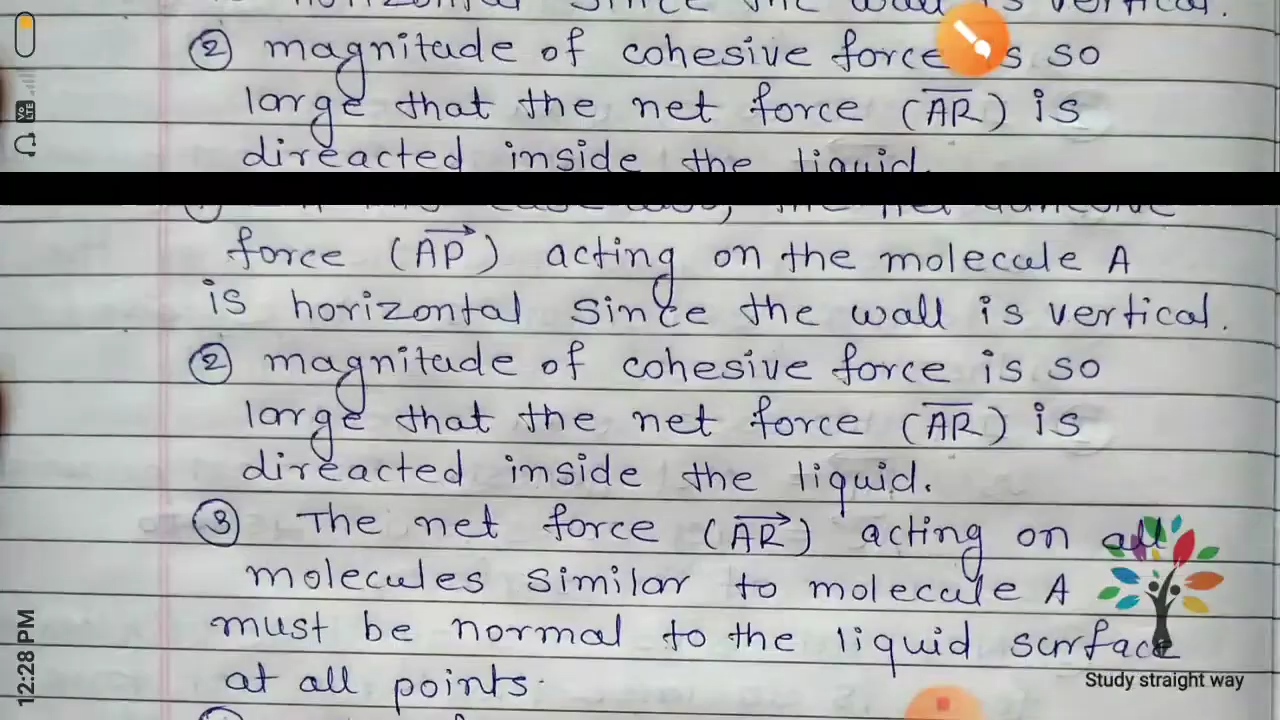 ② magnitude of cohesive force is so
large that the net force (AR) is
direacted inside the liquid.
force (AP) acting on the molecule A
is horizontal since the wall is vertical.
② magnitude of cohesive force is so
large that the net force (AR) is
direacted inside the liquid.
③ The net force (AR) acting on all
molecules similar to molecule A
must be normal to the liquid surface
at all points.
Study straight way
12:28 PM